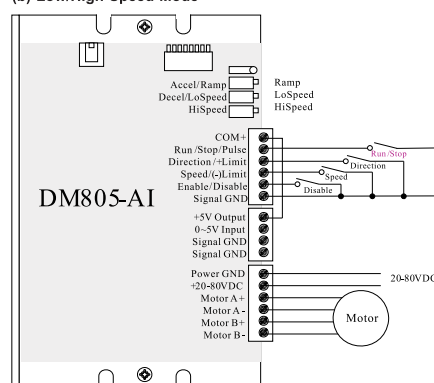 (b) Low/High Speed Mode
Accel/Ramp Ramp
Decel/LoSpeed LoSpeed
HiSpeed HiSpeed
COM+
Run /Stop/Pulse Run/Stop
Direction /+Limit Direction
Speed/(-)Limit Speed
Enable/Disable Disable
Signal GND
DM805-AI
+5V Output
0~5V Input
Signal GND
Signal GND
Power GND 20-80VDC
+20-80VDC
Motor A+
Motor A-
Motor B+ Motor
Motor B-